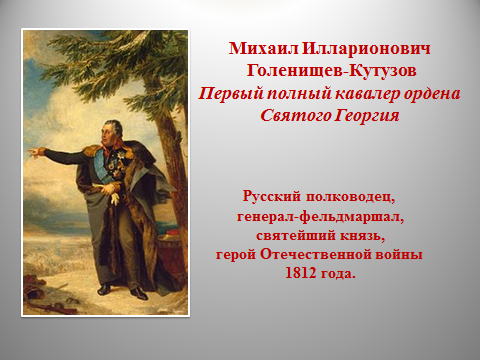 Михаил Илларионович
Голенищев-Кутузов
Первый полный кавалер ордена
Святого Георгия
Русский полководец,
генерал-фельдмаршал,
святейший князь,
герой Отечественной войны
1812 года.